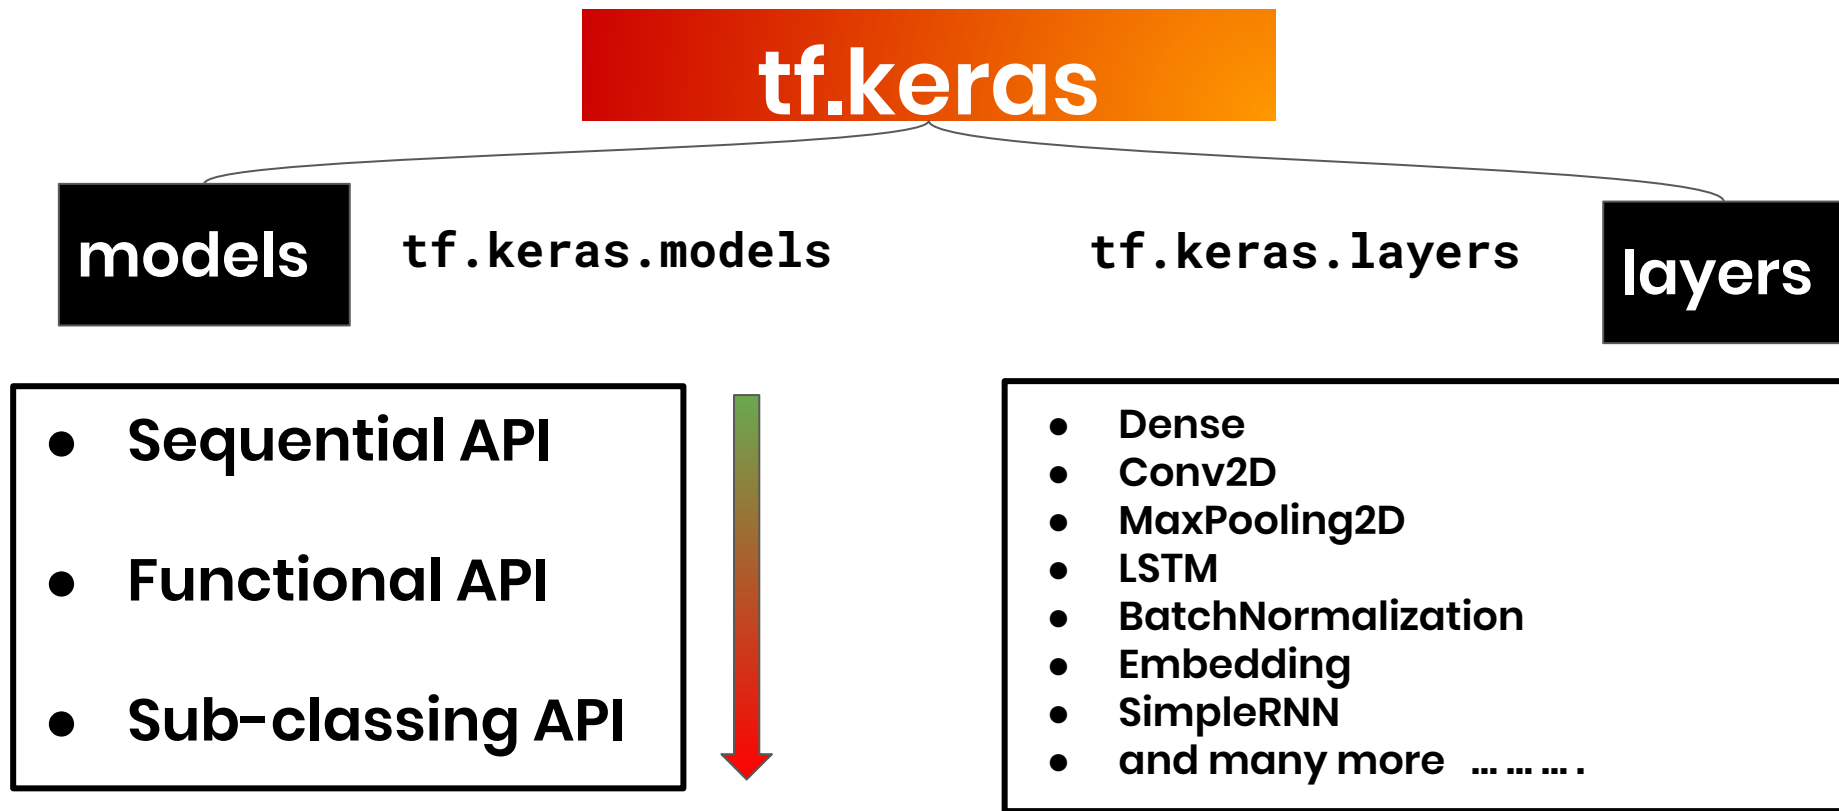 tf.keras
models
tf.keras.models
tf.keras.layers
layers
● Sequential API
● Functional API
● Sub-classing API
● Dense
● Conv2D
● MaxPooling2D
● LSTM
● BatchNormalization
● Embedding
● SimpleRNN
● and many more ... ... ... .